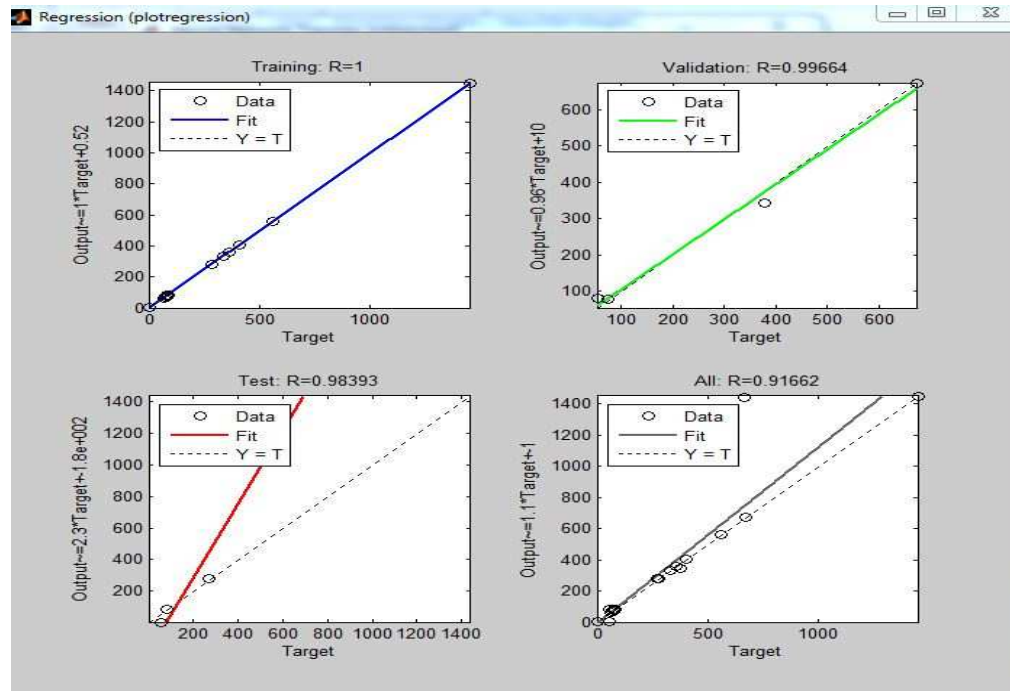 Regression (plotregression)
Training: R=1
Output~=1*Target+0.52
1400
1200
1000
800
600
400
200
0
Data
Fit
Y = T
0
500
1000
Target
Validation: R=0.99664
Output~=0.96*Target+10
600
500
400
300
200
100
Data
Fit
Y = T
100
200
300
400
500
600
Target
Test: R=0.98393
Output~=2.3*Target+-1.8e+002
1400
1200
1000
800
600
400
200
Data
Fit
Y = T
200
400
600
800
1000
1200
1400
Target
All: R=0.91662
Output~=1.1*Target+-1
1400
1200
1000
800
600
400
200
0
Data
Fit
Y = T
0
500
1000
Target